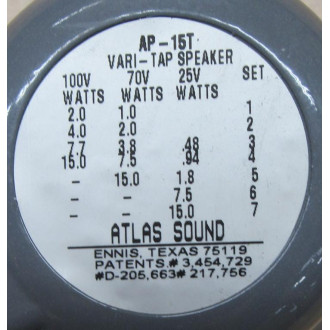 AP-15T
VARI-TAP SPEAKER
100V 70V 25V SET
WATTS WATTS WATTS
2.0 1.0 1
4.0 2.0 2
7.7 3.8 .48 3
15.0 7.5 .94 4
- 15.0 1.8 5
- - 7.5 6
- - 15.0 7
ATLAS SOUND
ENNIS, TEXAS 75119
PATENTS.# 3,454,729
#D-205,663# 217,756